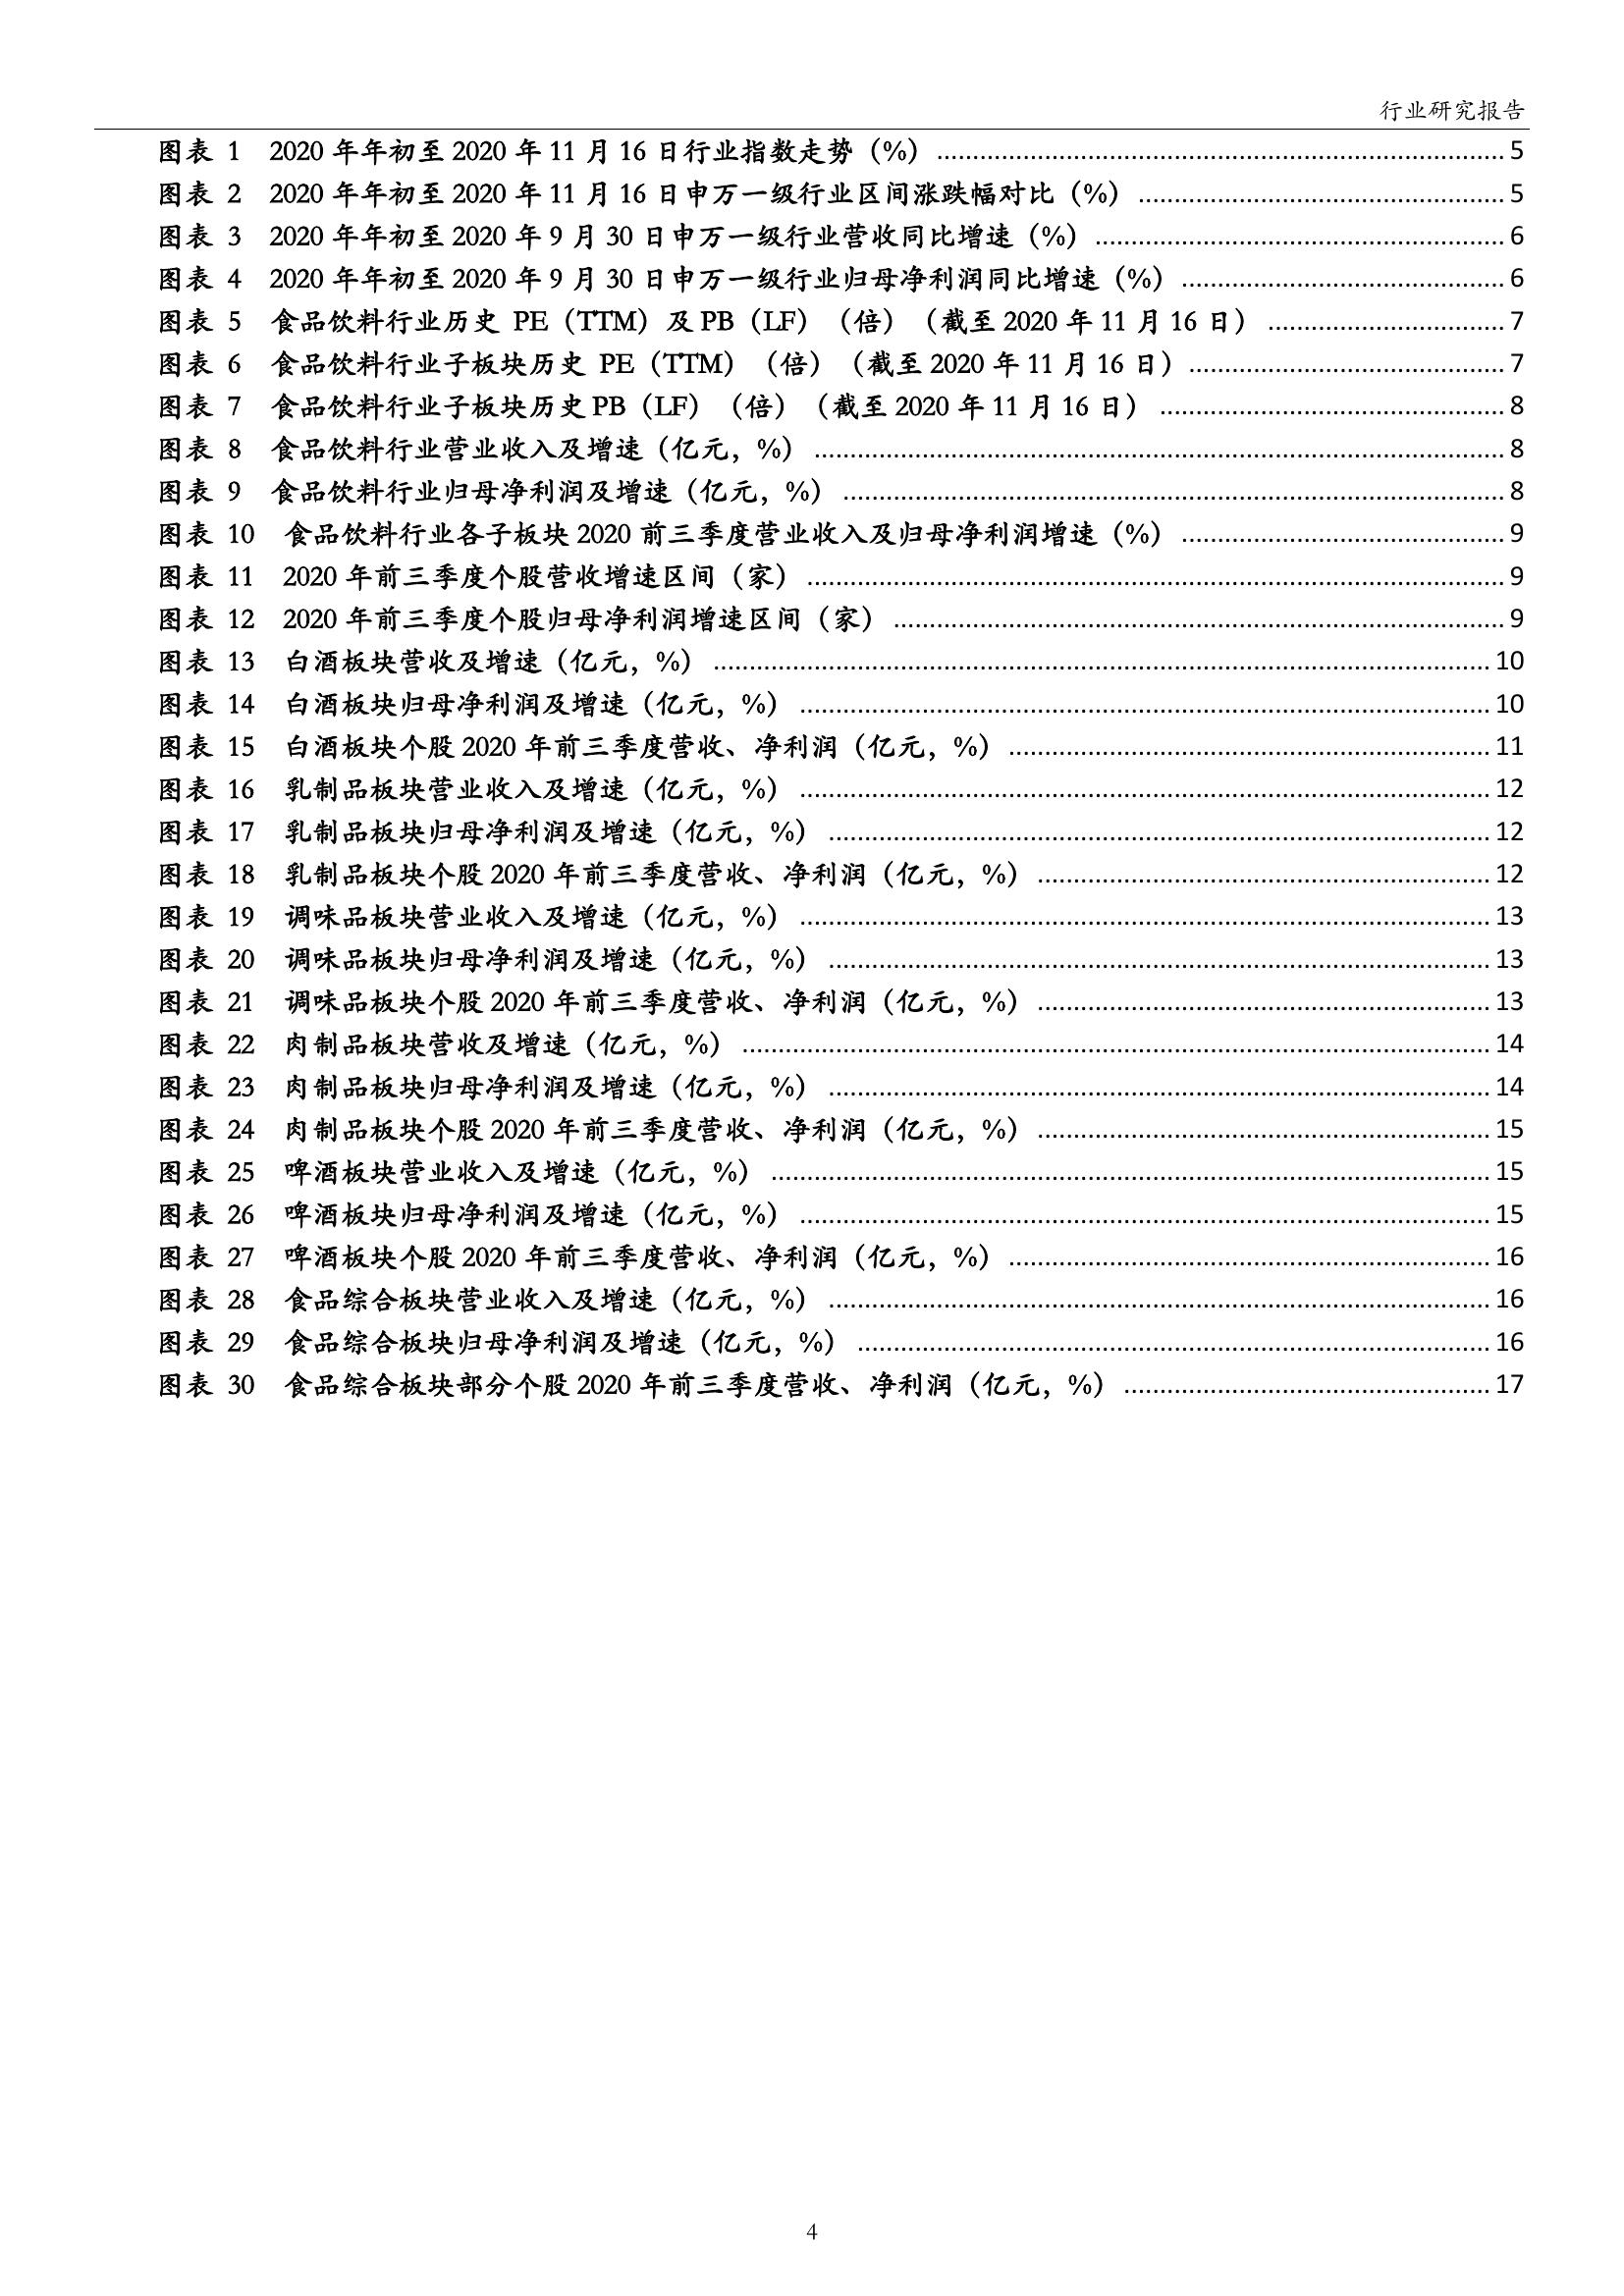 行业研究报告
图表 1 2020 年年初至 2020 年 11 月 16 日行业指数走势（%） 5
图表 2 2020 年年初至 2020 年 11 月 16 日申万一级行业区间涨跌幅对比（%） 5
图表 3 2020 年年初至 2020 年 9 月 30 日申万一级行业营收同比增速（%） 6
图表 4 2020 年年初至 2020 年 9 月 30 日申万一级行业归母净利润同比增速（%） 6
图表 5 食品饮料行业历史 PE（TTM）及 PB（LF）（倍）（截至 2020 年 11 月 16 日） 7
图表 6 食品饮料行业子板块历史 PE（TTM）（倍）（截至 2020 年 11 月 16 日） 7
图表 7 食品饮料行业子板块历史 PB（LF）（倍）（截至 2020 年 11 月 16 日） 8
图表 8 食品饮料行业营业收入及增速（亿元，%） 8
图表 9 食品饮料行业归母净利润及增速（亿元，%） 8
图表 10 食品饮料行业各子板块 2020 前三季度营业收入及归母净利润增速（%） 9
图表 11 2020 年前三季度个股营收增速区间（家） 9
图表 12 2020 年前三季度个股归母净利润增速区间（家） 9
图表 13 白酒板块营收及增速（亿元，%） 10
图表 14 白酒板块归母净利润及增速（亿元，%） 10
图表 15 白酒板块个股 2020 年前三季度营收、净利润（亿元，%） 11
图表 16 乳制品板块营业收入及增速（亿元，%） 12
图表 17 乳制品板块归母净利润及增速（亿元，%） 12
图表 18 乳制品板块个股 2020 年前三季度营收、净利润（亿元，%） 12
图表 19 调味品板块营业收入及增速（亿元，%） 13
图表 20 调味品板块归母净利润及增速（亿元，%） 13
图表 21 调味品板块个股 2020 年前三季度营收、净利润（亿元，%） 13
图表 22 肉制品板块营收及增速（亿元，%） 14
图表 23 肉制品板块归母净利润及增速（亿元，%） 14
图表 24 肉制品板块个股 2020 年前三季度营收、净利润（亿元，%） 15
图表 25 啤酒板块营业收入及增速（亿元，%） 15
图表 26 啤酒板块归母净利润及增速（亿元，%） 15
图表 27 啤酒板块个股 2020 年前三季度营收、净利润（亿元，%） 16
图表 28 食品综合板块营业收入及增速（亿元，%） 16
图表 29 食品综合板块归母净利润及增速（亿元，%） 16
图表 30 食品综合板块部分个股 2020 年前三季度营收、净利润（亿元，%） 17
4